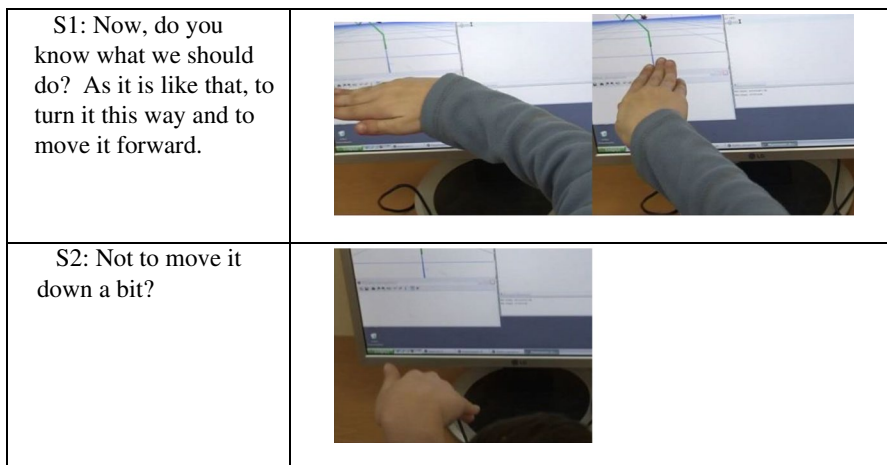 S1: Now, do you
know what we should
do? As it is like that, to
turn it this way and to
move it forward.
LG
S2: Not to move it
down a bit?